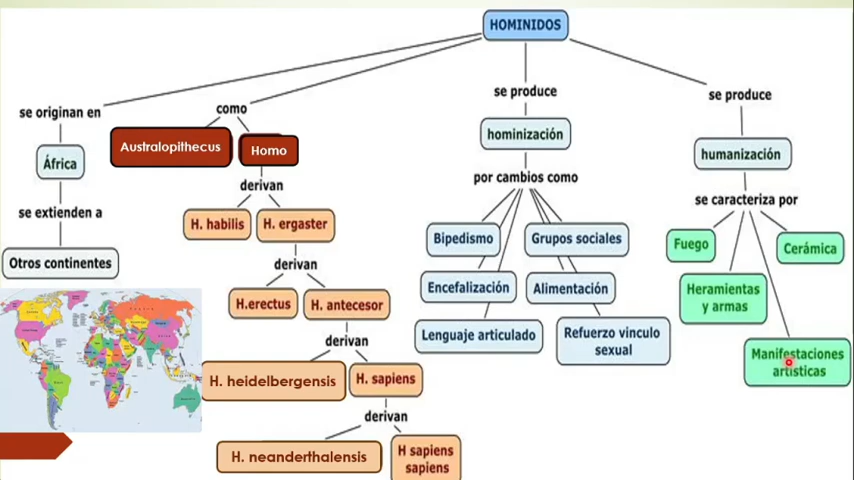 HOMINIDOS
se originan en
África
se extienden a
Otros continentes
como
Australopithecus
Homo
derivan
H. habilis
H. ergaster
derivan
H.erectus
H. antecesor
derivan
H. heidelbergensis
H. sapiens
derivan
H. neanderthalensis
H sapiens
sapiens
se produce
hominización
por cambios como
Bipedismo
Grupos sociales
Encefalización
Alimentación
Lenguaje articulado
Refuerzo vinculo
sexual
se produce
humanización
se caracteriza por
Fuego
Cerámica
Heramientas
y armas
Manifestaciones
artísticas